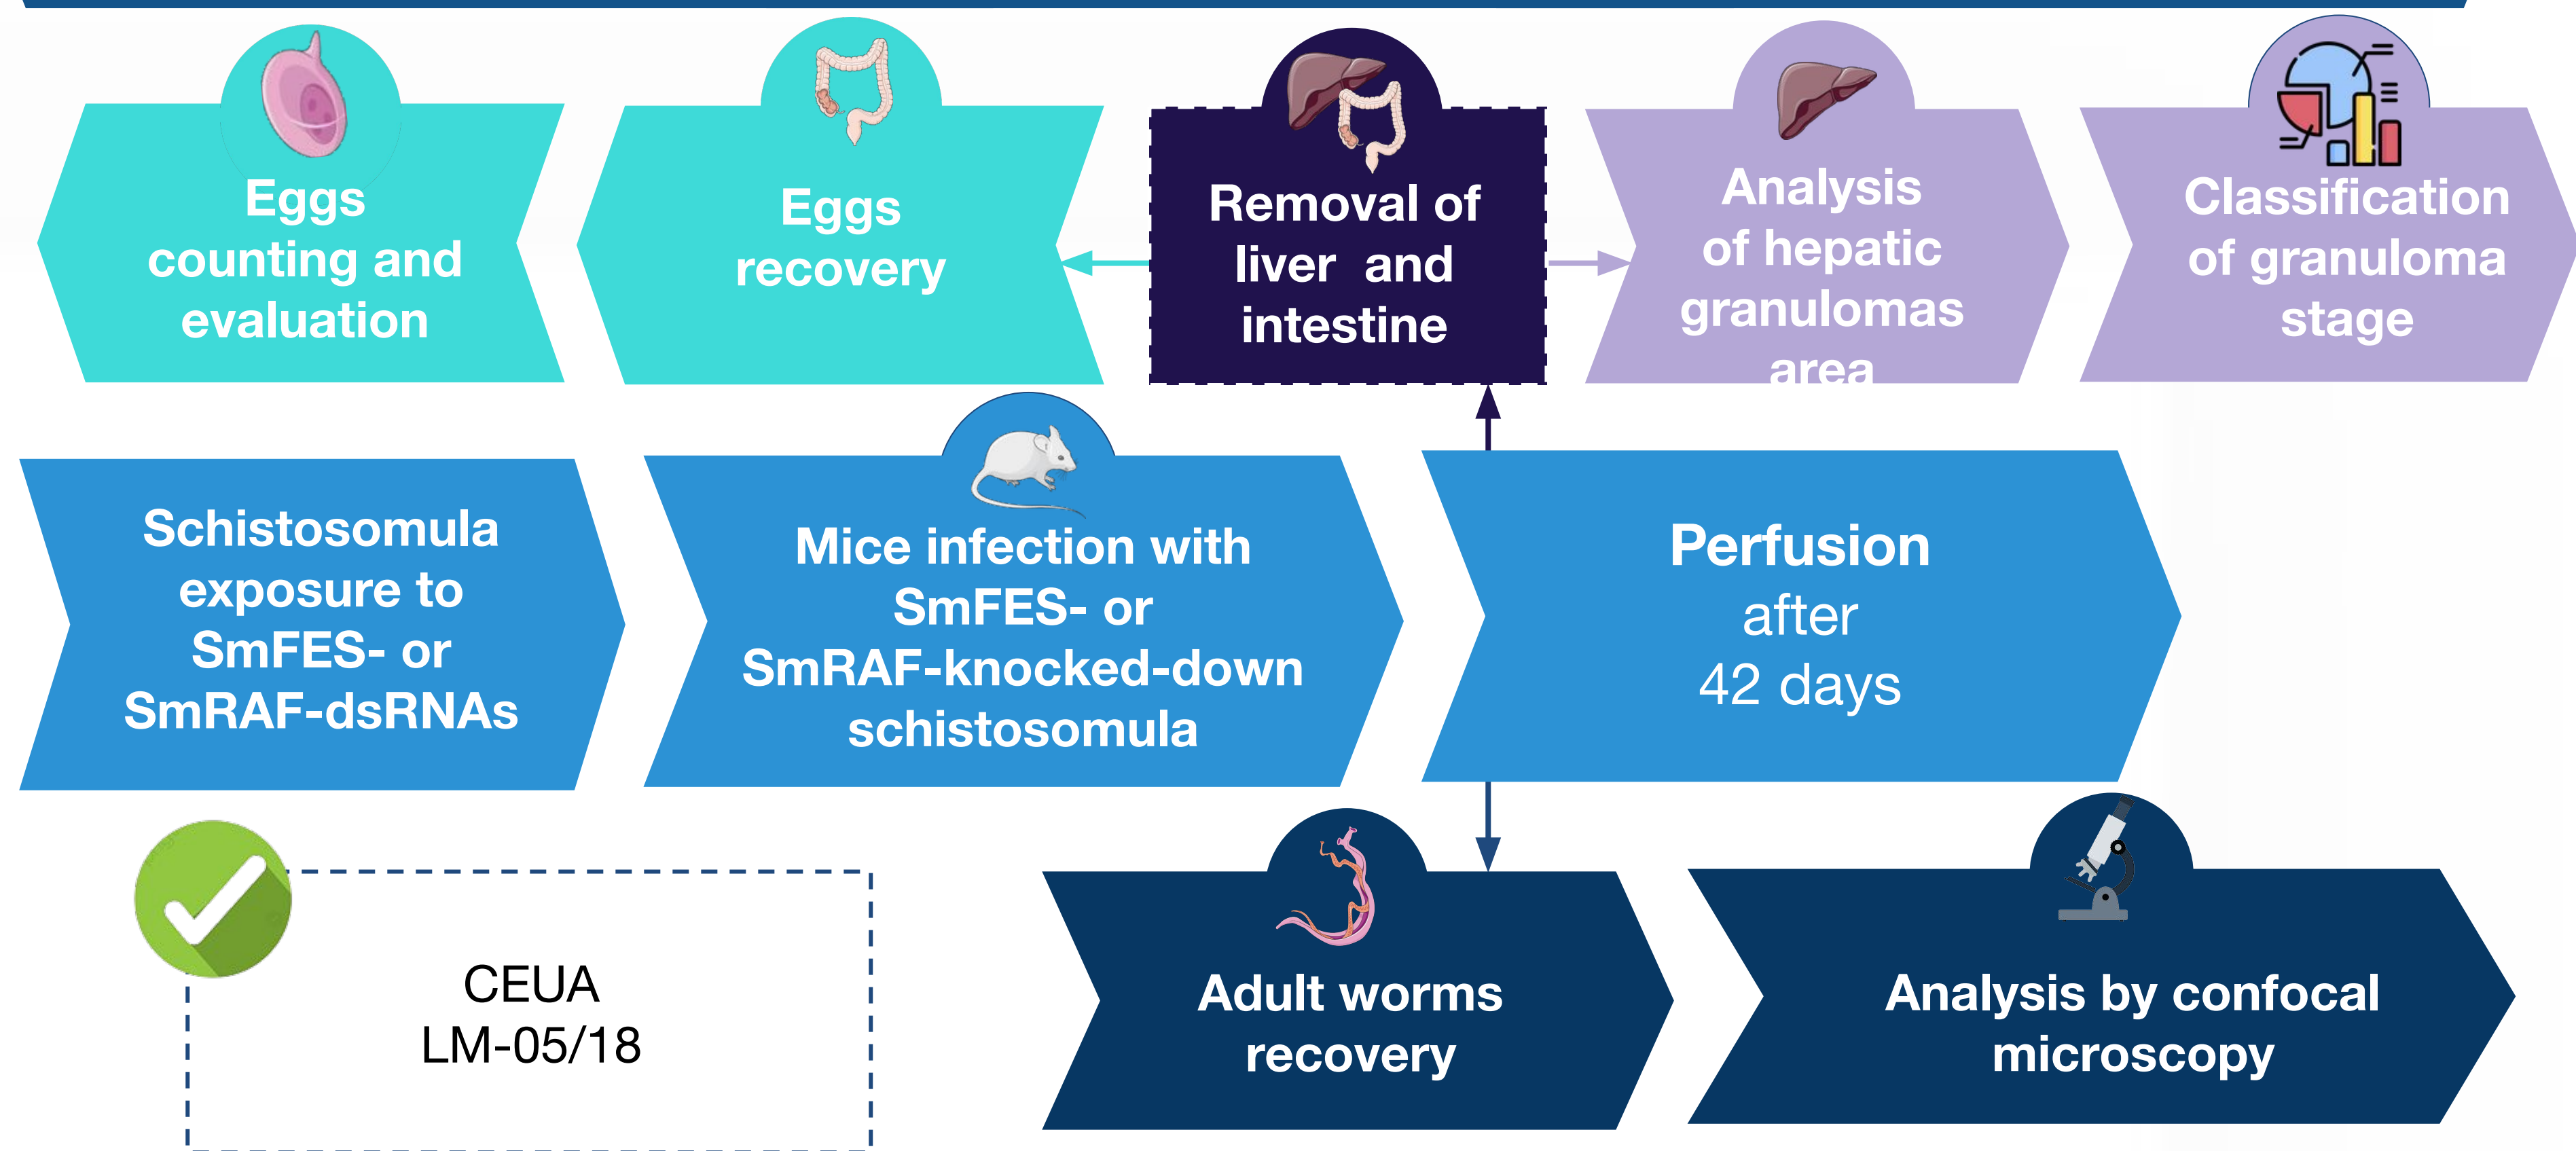 Eggs
counting and
evaluation
Eggs
recovery
Removal of
liver and
intestine
Analysis
of hepatic
granulomas
area
Classification
of granuloma
stage
Schistosomula
exposure to
SmFES- or
SmRAF-dsRNAs
Mice infection with
SmFES- or
SmRAF-knocked-down
schistosomula
Perfusion
after
42 days
CEUA
LM-05/18
Adult worms
recovery
Analysis by confocal
microscopy